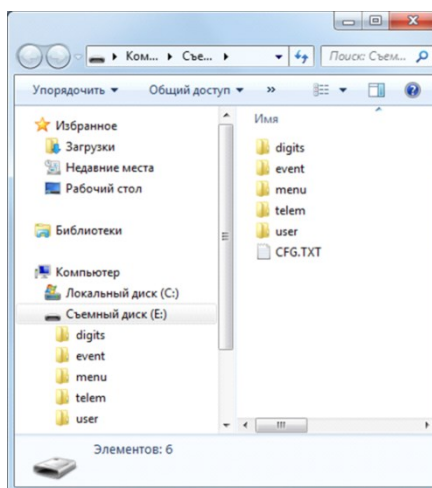 Ком... Съе...
Поиск: Съем...
Упорядочить Общий доступ »
Избранное
Загрузки
Недавние места
Рабочий стол
Библиотеки
Компьютер
Локальный диск (C:)
Съемный диск (E:)
digits
event
menu
telem
user
Имя
digits
event
menu
telem
user
CFG.TXT
Элементов: 6